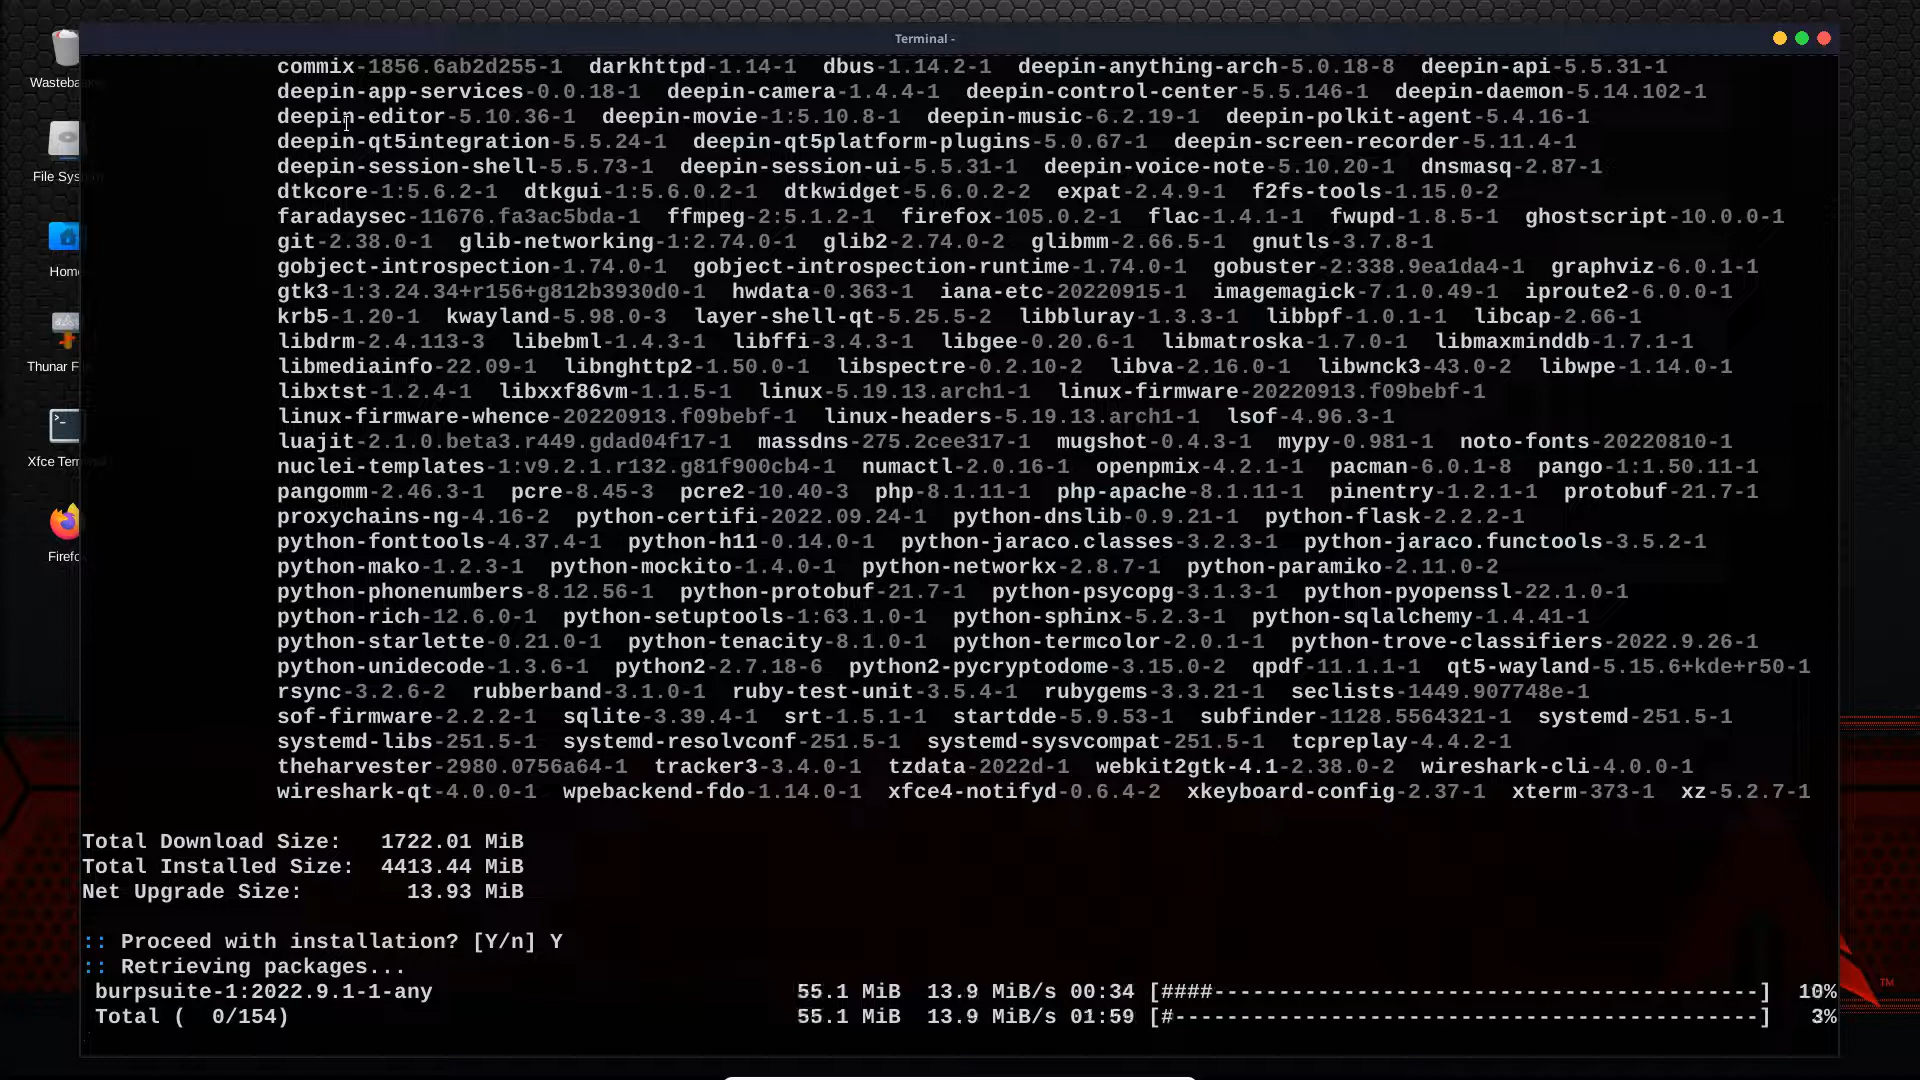 Terminal -
Wasteba
File Sys
Hom
Thunar F
Xfce Ter
Firefo
commix-1856.6ab2d255-1 darkhttpd-1.14-1 dbus-1.14.2-1 deepin-anything-arch-5.0.18-8 deepin-api-5.5.31-1
deepin-app-services-0.0.18-1 deepin-camera-1.4.4-1 deepin-control-center-5.5.146-1 deepin-daemon-5.14.102-1
deepin-editor-5.10.36-1 deepin-movie-1:5.10.8-1 deepin-music-6.2.19-1 deepin-polkit-agent-5.4.16-1
deepin-qt5integration-5.5.24-1 deepin-qt5platform-plugins-5.0.67-1 deepin-screen-recorder-5.11.4-1
deepin-session-shell-5.5.73-1 deepin-session-ui-5.5.31-1 deepin-voice-note-5.10.20-1 dnsmasq-2.87-1
dtkcore-1:5.6.2-1 dtkgui-1:5.6.0.2-1 dtkwidget-5.6.0.2-2 expat-2.4.9-1 f2fs-tools-1.15.0-2
faradaysec-11676.fa3ac5bda-1 ffmpeg-2:5.1.2-1 firefox-105.0.2-1 flac-1.4.1-1 fwupd-1.8.5-1 ghostscript-10.0.0-1
git-2.38.0-1 glib-networking-1:2.74.0-1 glib2-2.74.0-2 glibmm-2.66.5-1 gnutls-3.7.8-1
gobject-introspection-1.74.0-1 gobject-introspection-runtime-1.74.0-1 gobuster-2:338.9ea1da4-1 graphviz-6.0.1-1
gtk3-1:3.24.34+r156+g812b3930d0-1 hwdata-0.363-1 iana-etc-20220915-1 imagemagick-7.1.0.49-1 iproute2-6.0.0-1
krb5-1.20-1 kwayland-5.98.0-3 layer-shell-qt-5.25.5-2 libbluray-1.3.3-1 libbpf-1.0.1-1 libcap-2.66-1
libdrm-2.4.113-3 libebml-1.4.3-1 libffi-3.4.3-1 libgee-0.20.6-1 libmatroska-1.7.0-1 libmaxminddb-1.7.1-1
libmediainfo-22.09-1 libnghttp2-1.50.0-1 libspectre-0.2.10-2 libva-2.16.0-1 libwnck3-43.0-2 libwpe-1.14.0-1
libxtst-1.2.4-1 libxxf86vm-1.1.5-1 linux-5.19.13.arch1-1 linux-firmware-20220913.f09bebf-1
linux-firmware-whence-20220913.f09bebf-1 linux-headers-5.19.13.arch1-1 lsof-4.96.3-1
luajit-2.1.0.beta3.r449.gdad04f17-1 massdns-275.2cee317-1 mugshot-0.4.3-1 mypy-0.981-1 noto-fonts-20220810-1
nuclei-templates-1:v9.2.1.r132.g81f900cb4-1 numactl-2.0.16-1 openpmix-4.2.1-1 pacman-6.0.1-8 pango-1:1.50.11-1
pangomm-2.46.3-1 pcre-8.45-3 pcre2-10.40-3 php-8.1.11-1 php-apache-8.1.11-1 pinentry-1.2.1-1 protobuf-21.7-1
proxychains-ng-4.16-2 python-certifi-2022.09.24-1 python-dnslib-0.9.21-1 python-flask-2.2.2-1
python-fonttools-4.37.4-1 python-h11-0.14.0-1 python-jaraco.classes-3.2.3-1 python-jaraco.functools-3.5.2-1
python-mako-1.2.3-1 python-mockito-1.4.0-1 python-networkx-2.8.7-1 python-paramiko-2.11.0-2
python-phonenumbers-8.12.56-1 python-protobuf-21.7-1 python-psycopg-3.1.3-1 python-pyopenssl-22.1.0-1
python-rich-12.6.0-1 python-setuptools-1:63.1.0-1 python-sphinx-5.2.3-1 python-sqlalchemy-1.4.41-1
python-starlette-0.21.0-1 python-tenacity-8.1.0-1 python-termcolor-2.0.1-1 python-trove-classifiers-2022.9.26-1
python-unidecode-1.3.6-1 python2-2.7.18-6 python2-pycryptodome-3.15.0-2 qpdf-11.1.1-1 qt5-wayland-5.15.6+kde+r50-1
rsync-3.2.6-2 rubberband-3.1.0-1 ruby-test-unit-3.5.4-1 rubygems-3.3.21-1 seclists-1449.907748e-1
sof-firmware-2.2.2-1 sqlite-3.39.4-1 srt-1.5.1-1 startdde-5.9.53-1 subfinder-1128.5564321-1 systemd-251.5-1
systemd-libs-251.5-1 systemd-resolvconf-251.5-1 systemd-sysvcompat-251.5-1 tcpreplay-4.4.2-1
theharvester-2980.0756a64-1 tracker3-3.4.0-1 tzdata-2022d-1 webkit2gtk-4.1-2.38.0-2 wireshark-cli-4.0.0-1
wireshark-qt-4.0.0-1 wpebackend-fdo-1.14.0-1 xfce4-notifyd-0.6.4-2 xkeyboard-config-2.37-1 xterm-373-1 xz-5.2.7-1
Total Download Size: 1722.01 MiB
Total Installed Size: 4413.44 MiB
Net Upgrade Size: 13.93 MiB
:: Proceed with installation? [Y/n] Y
:: Retrieving packages...
burpsuite-1:2022.9.1-1-any 55.1 MiB 13.9 MiB/s 00:34 [####------------------------------------------] 10%
Total ( 0/154) 55.1 MiB 13.9 MiB/s 01:59 [#---------------------------------------------] 3%
TM